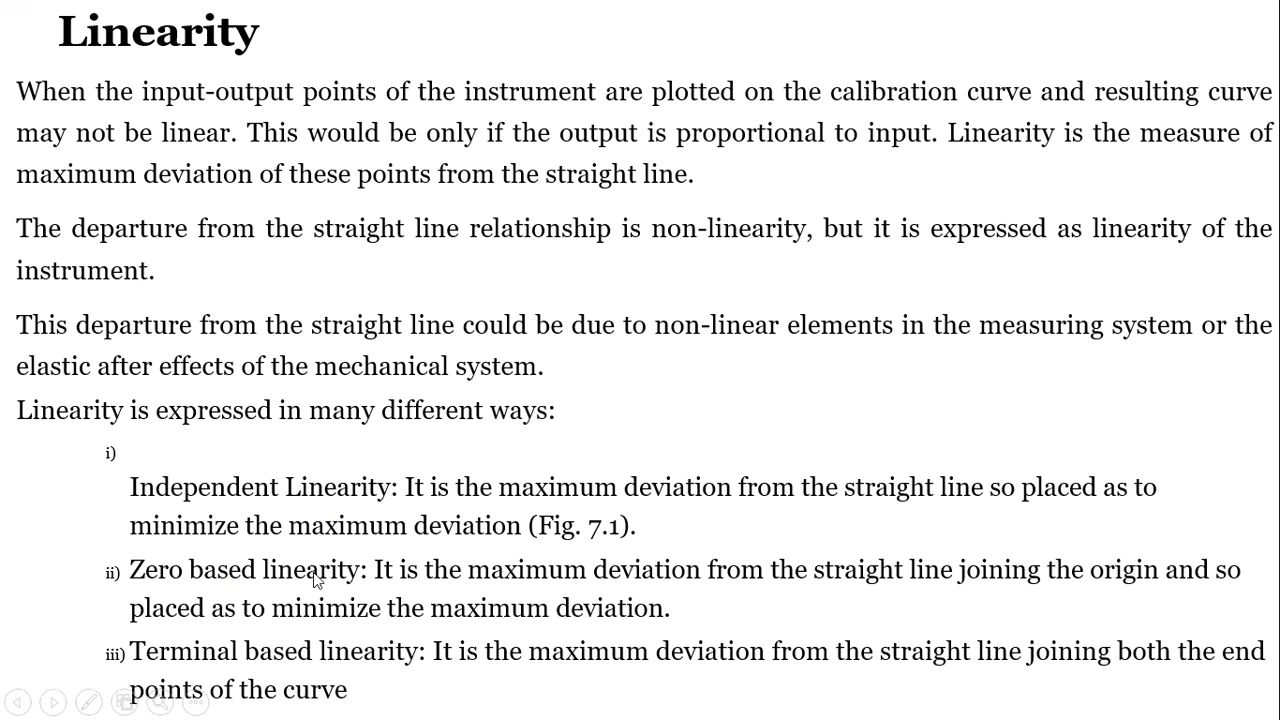 Linearity
When the input-output points of the instrument are plotted on the calibration curve and resulting curve
may not be linear. This would be only if the output is proportional to input. Linearity is the measure of
maximum deviation of these points from the straight line.
The departure from the straight line relationship is non-linearity, but it is expressed as linearity of the
instrument.
This departure from the straight line could be due to non-linear elements in the measuring system or the
elastic after effects of the mechanical system.
Linearity is expressed in many different ways:
i)
Independent Linearity: It is the maximum deviation from the straight line so placed as to
minimize the maximum deviation (Fig. 7.1).
ii) Zero based linearity: It is the maximum deviation from the straight line joining the origin and so
placed as to minimize the maximum deviation.
iii) Terminal based linearity: It is the maximum deviation from the straight line joining both the end
points of the curve